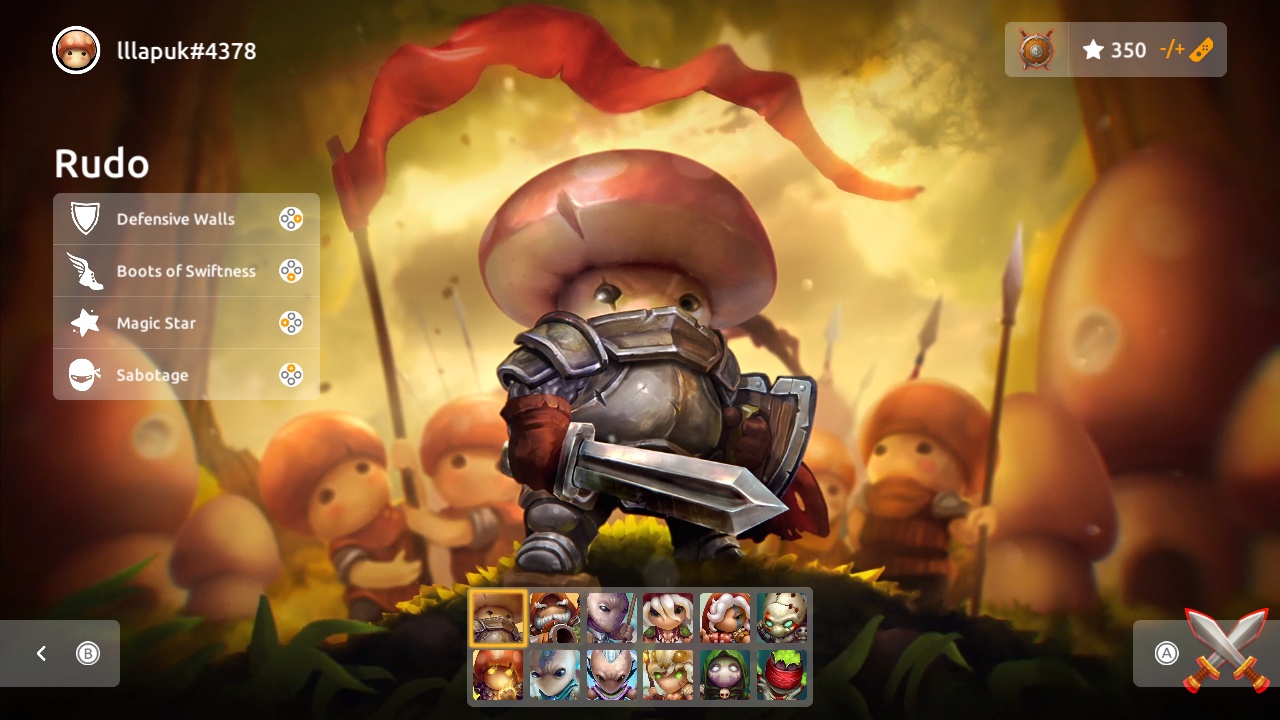 lllapuk#4378
350 -/+
Rudo
Defensive Walls
Boots of Swiftness
Magic Star
Sabotage
B
A